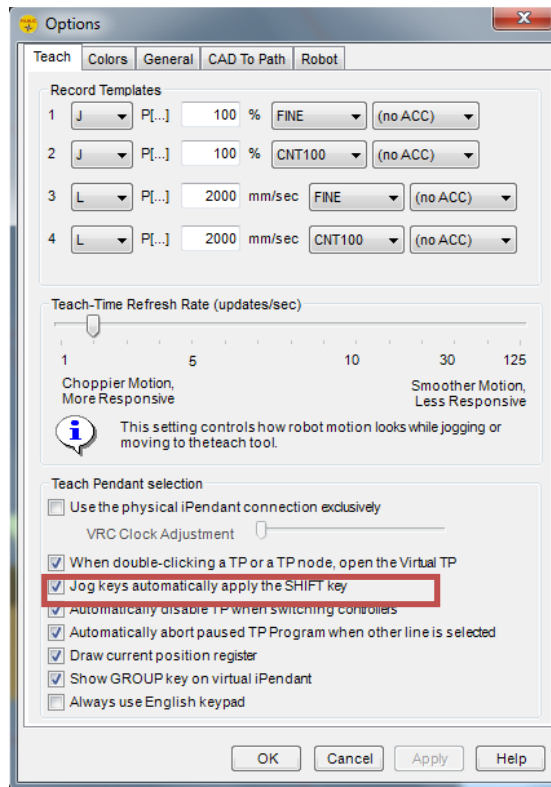 Options
Teach Colors General CAD To Path Robot
Record Templates
1 J P[...] 100 % FINE (no ACC)
2 J P[...] 100 % CNT100 (no ACC)
3 L P[...] 2000 mm/sec FINE (no ACC)
4 L P[...] 2000 mm/sec CNT100 (no ACC)
Teach-Time Refresh Rate (updates/sec)
1 5 10 30 125
Choppier Motion, Smoother Motion,
More Responsive Less Responsive
This setting controls how robot motion looks while jogging or
moving to theteach tool.
Teach Pendant selection
Use the physical iPendant connection exclusively
VRC Clock Adjustment
When double-clicking a TP or a TP node, open the Virtual TP
Jog keys automatically apply the SHIFT key
Automatically disable TP when switching controllers
Automatically abort paused TP Program when other line is selected
Draw current position register
Show GROUP key on virtual iPendant
Always use English keypad
OK Cancel Apply Help